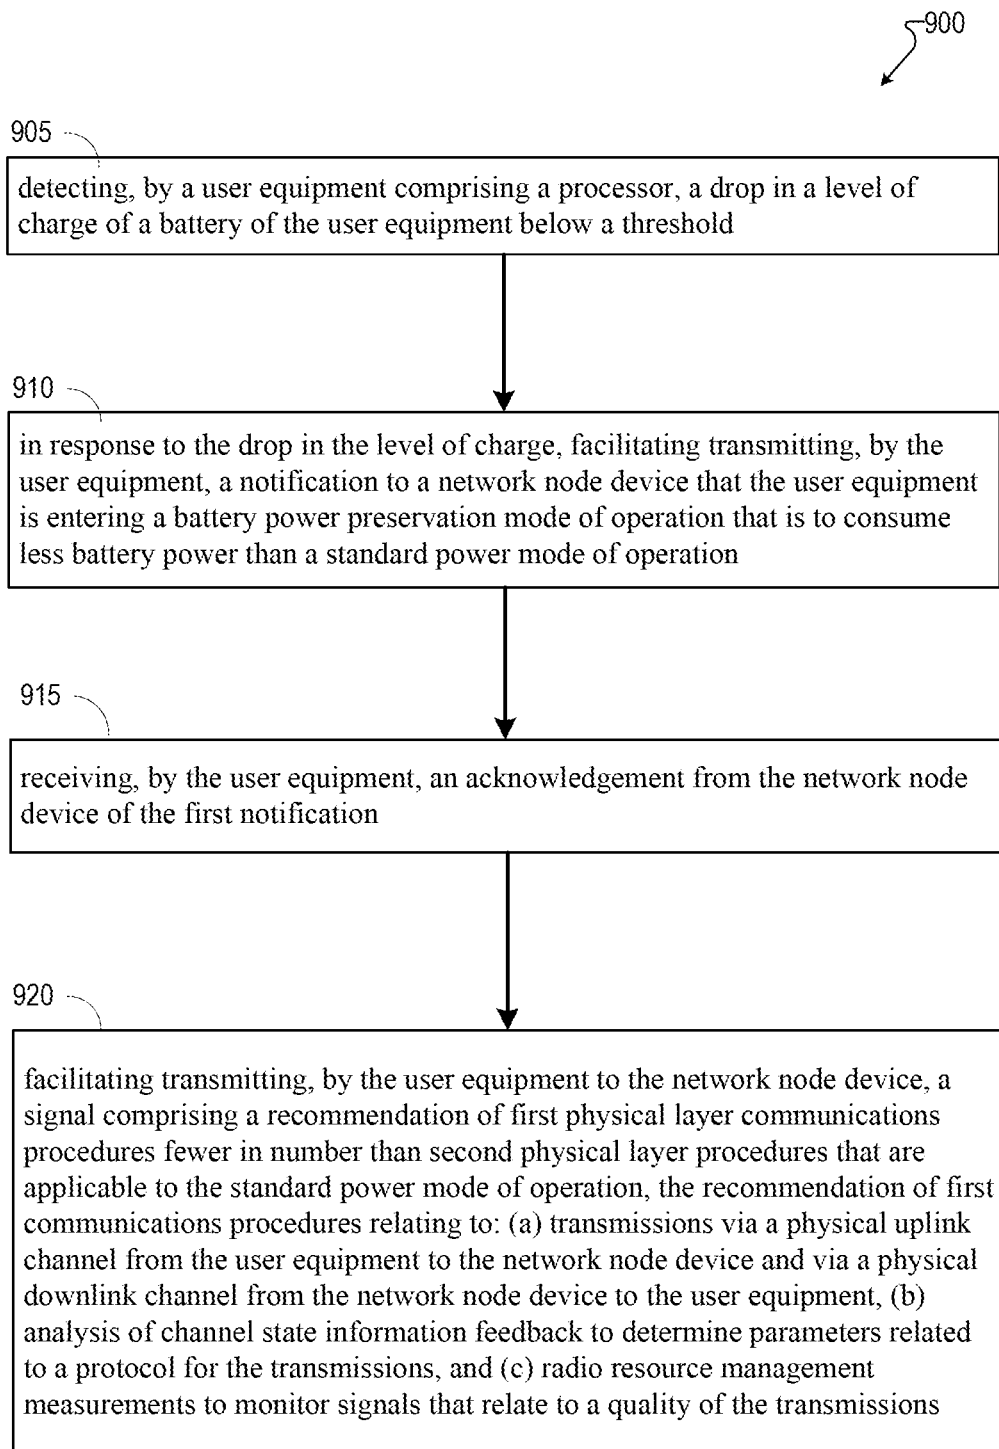 900
905
detecting, by a user equipment comprising a processor, a drop in a level of
charge of a battery of the user equipment below a threshold
910
in response to the drop in the level of charge, facilitating transmitting, by the
user equipment, a notification to a network node device that the user equipment
is entering a battery power preservation mode of operation that is to consume
less battery power than a standard power mode of operation
915
receiving, by the user equipment, an acknowledgement from the network node
device of the first notification
920
facilitating transmitting, by the user equipment to the network node device, a
signal comprising a recommendation of first physical layer communications
procedures fewer in number than second physical layer procedures that are
applicable to the standard power mode of operation, the recommendation of first
communications procedures relating to: (a) transmissions via a physical uplink
channel from the user equipment to the network node device and via a physical
downlink channel from the network node device to the user equipment, (b)
analysis of channel state information feedback to determine parameters related
to a protocol for the transmissions, and (c) radio resource management
measurements to monitor signals that relate to a quality of the transmissions